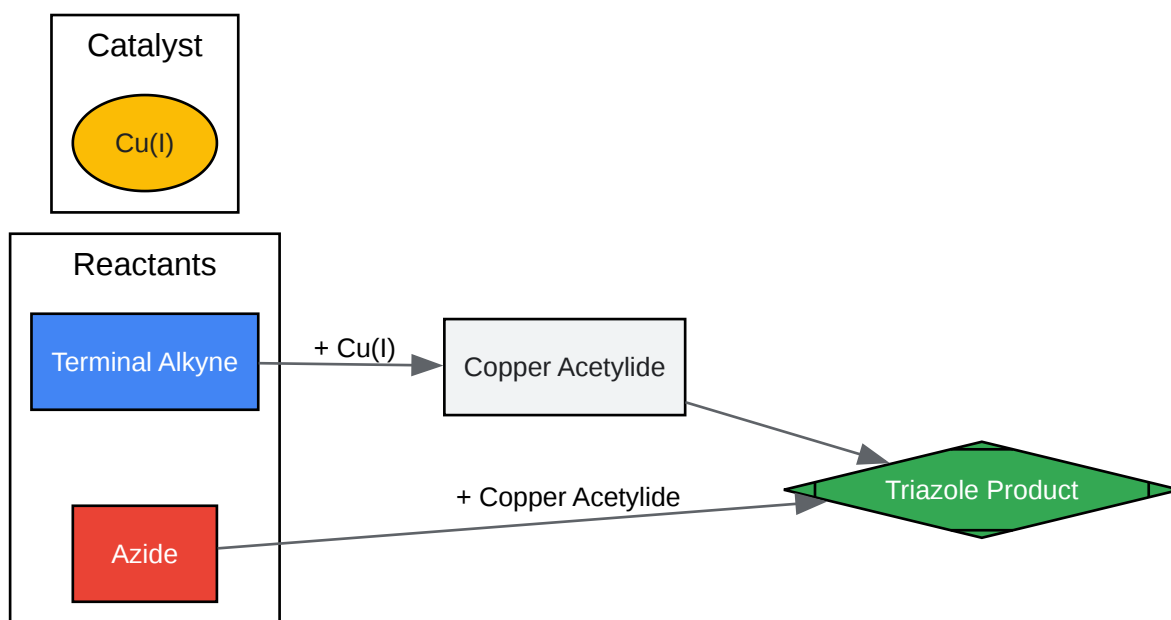 Catalyst
Cu(I)
Reactants
Terminal Alkyne
+ Cu(I)
Copper Acetylide
+ Copper Acetylide
Triazole Product
Azide